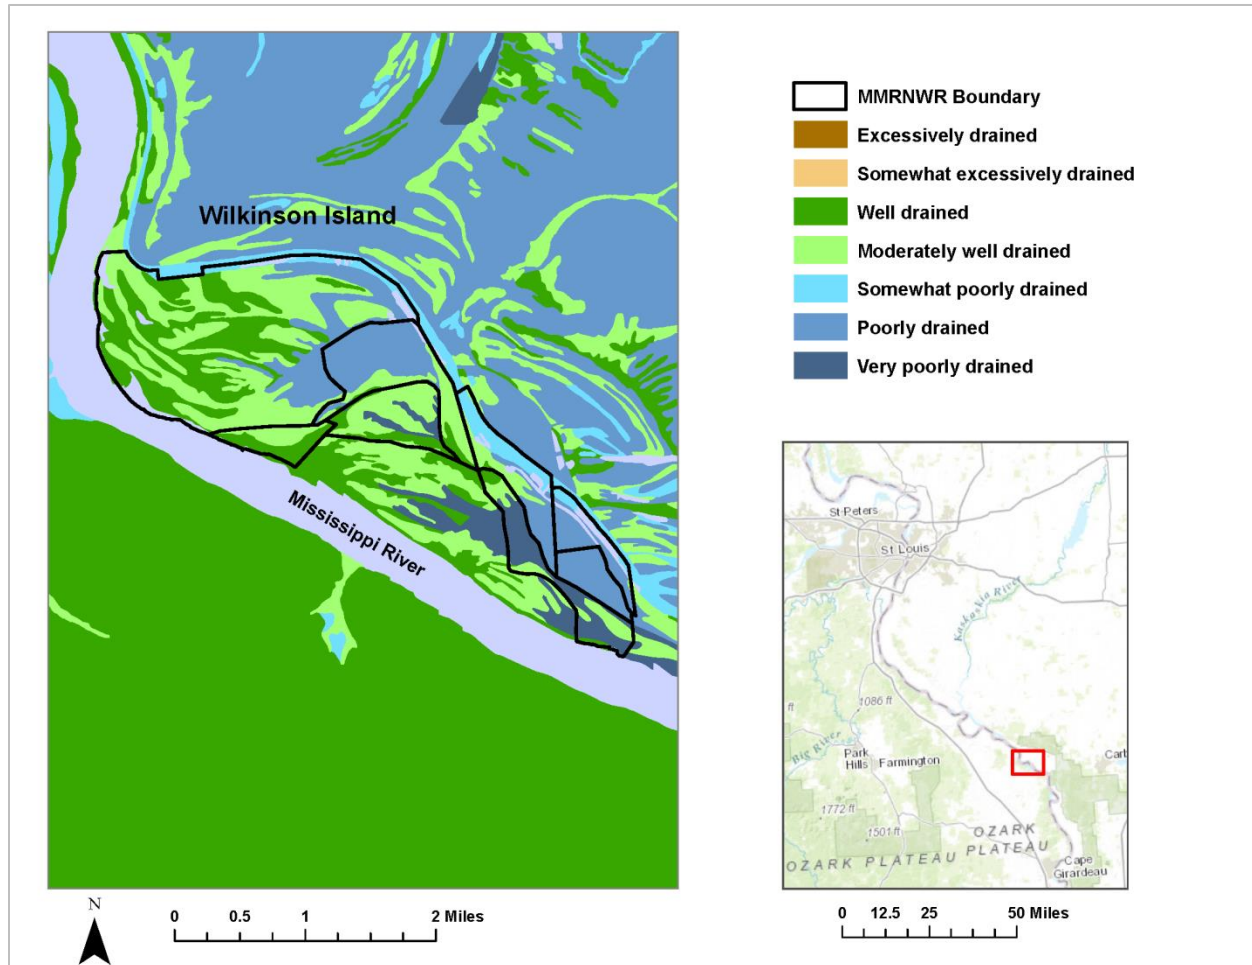 Wilkinson Island
Mississippi River
N
0 0.5 1 2 Miles
MMRNWR Boundary
Excessively drained
Somewhat excessively drained
Well drained
Moderately well drained
Somewhat poorly drained
Poorly drained
Very poorly drained
St Peters
St Louis
Kaskaskia River
1086 ft
ft
Big River
Park
Hills
Farmington
Carb
1772 ft
1501 ft
OZARK
PLATEAU
OZARK PLATEAU
Cape
Girardeau
0 12.5 25 50 Miles